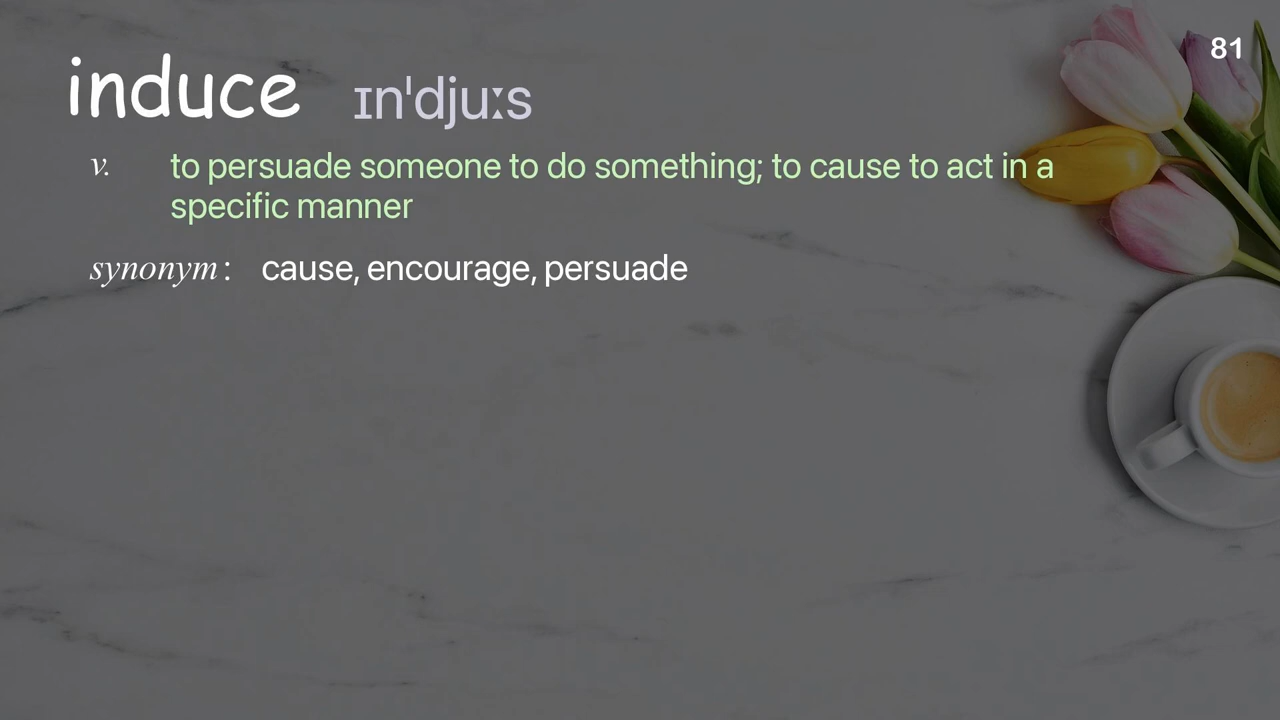 81
induce ɪnˈdjuːs
v. to persuade someone to do something; to cause to act in a
specific manner
synonym : cause, encourage, persuade